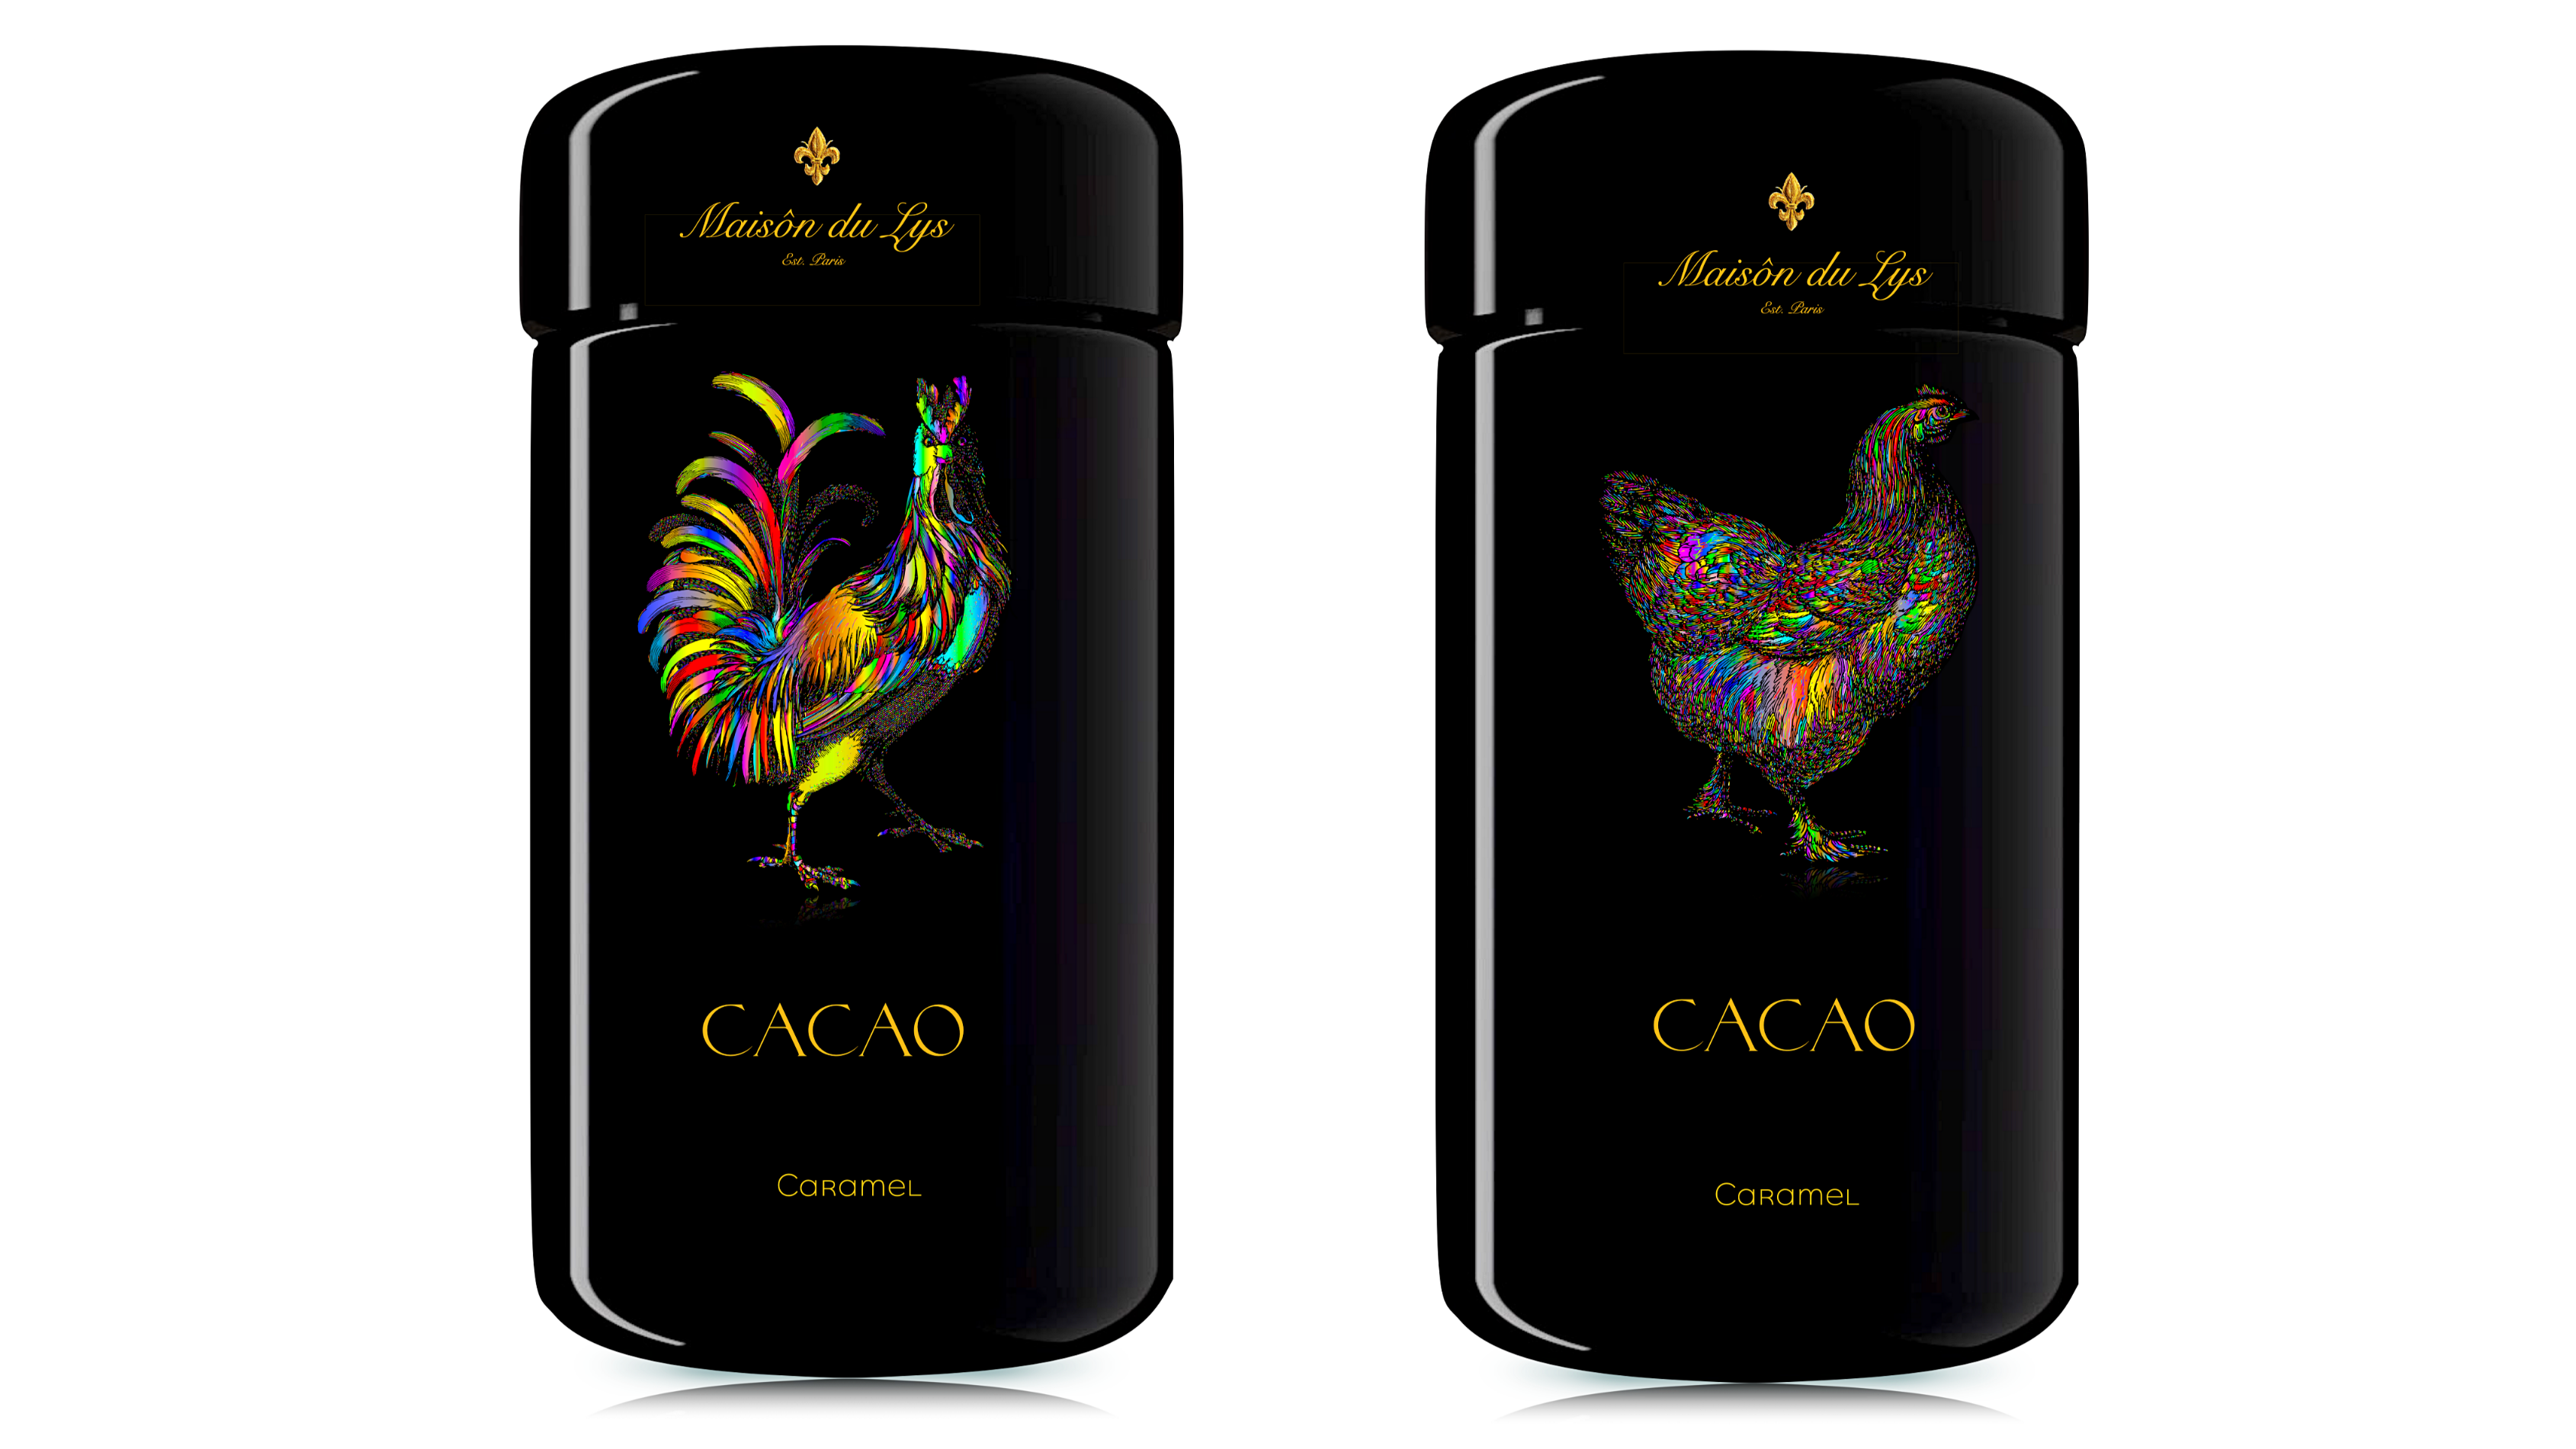 Maisôn du Lys
Est. Paris
CACAO
Caramel
Maisôn du Lys
Est. Paris
CACAO
Caramel